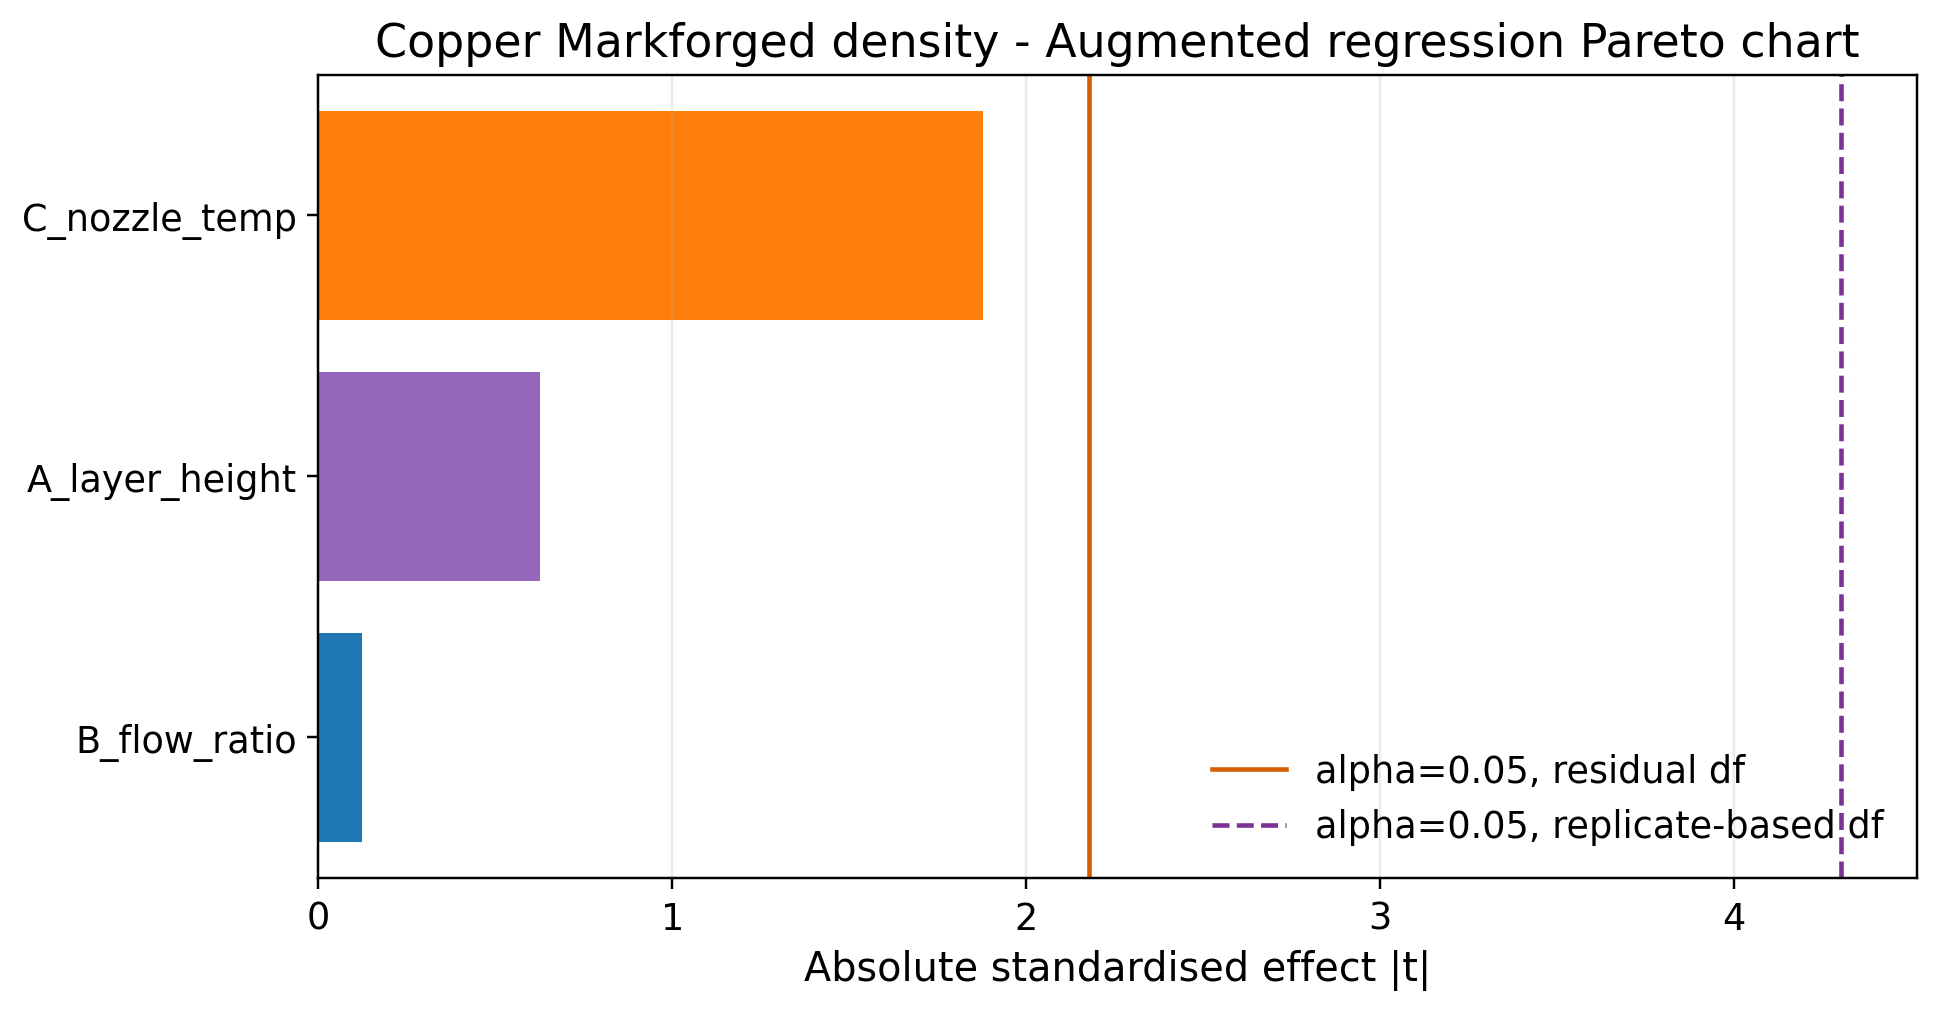 Copper Markforged density - Augmented regression Pareto chart
C_nozzle_temp
A_layer_height
B_flow_ratio
alpha=0.05, residual df
alpha=0.05, replicate-based df
0 1 2 3 4
Absolute standardised effect |t|